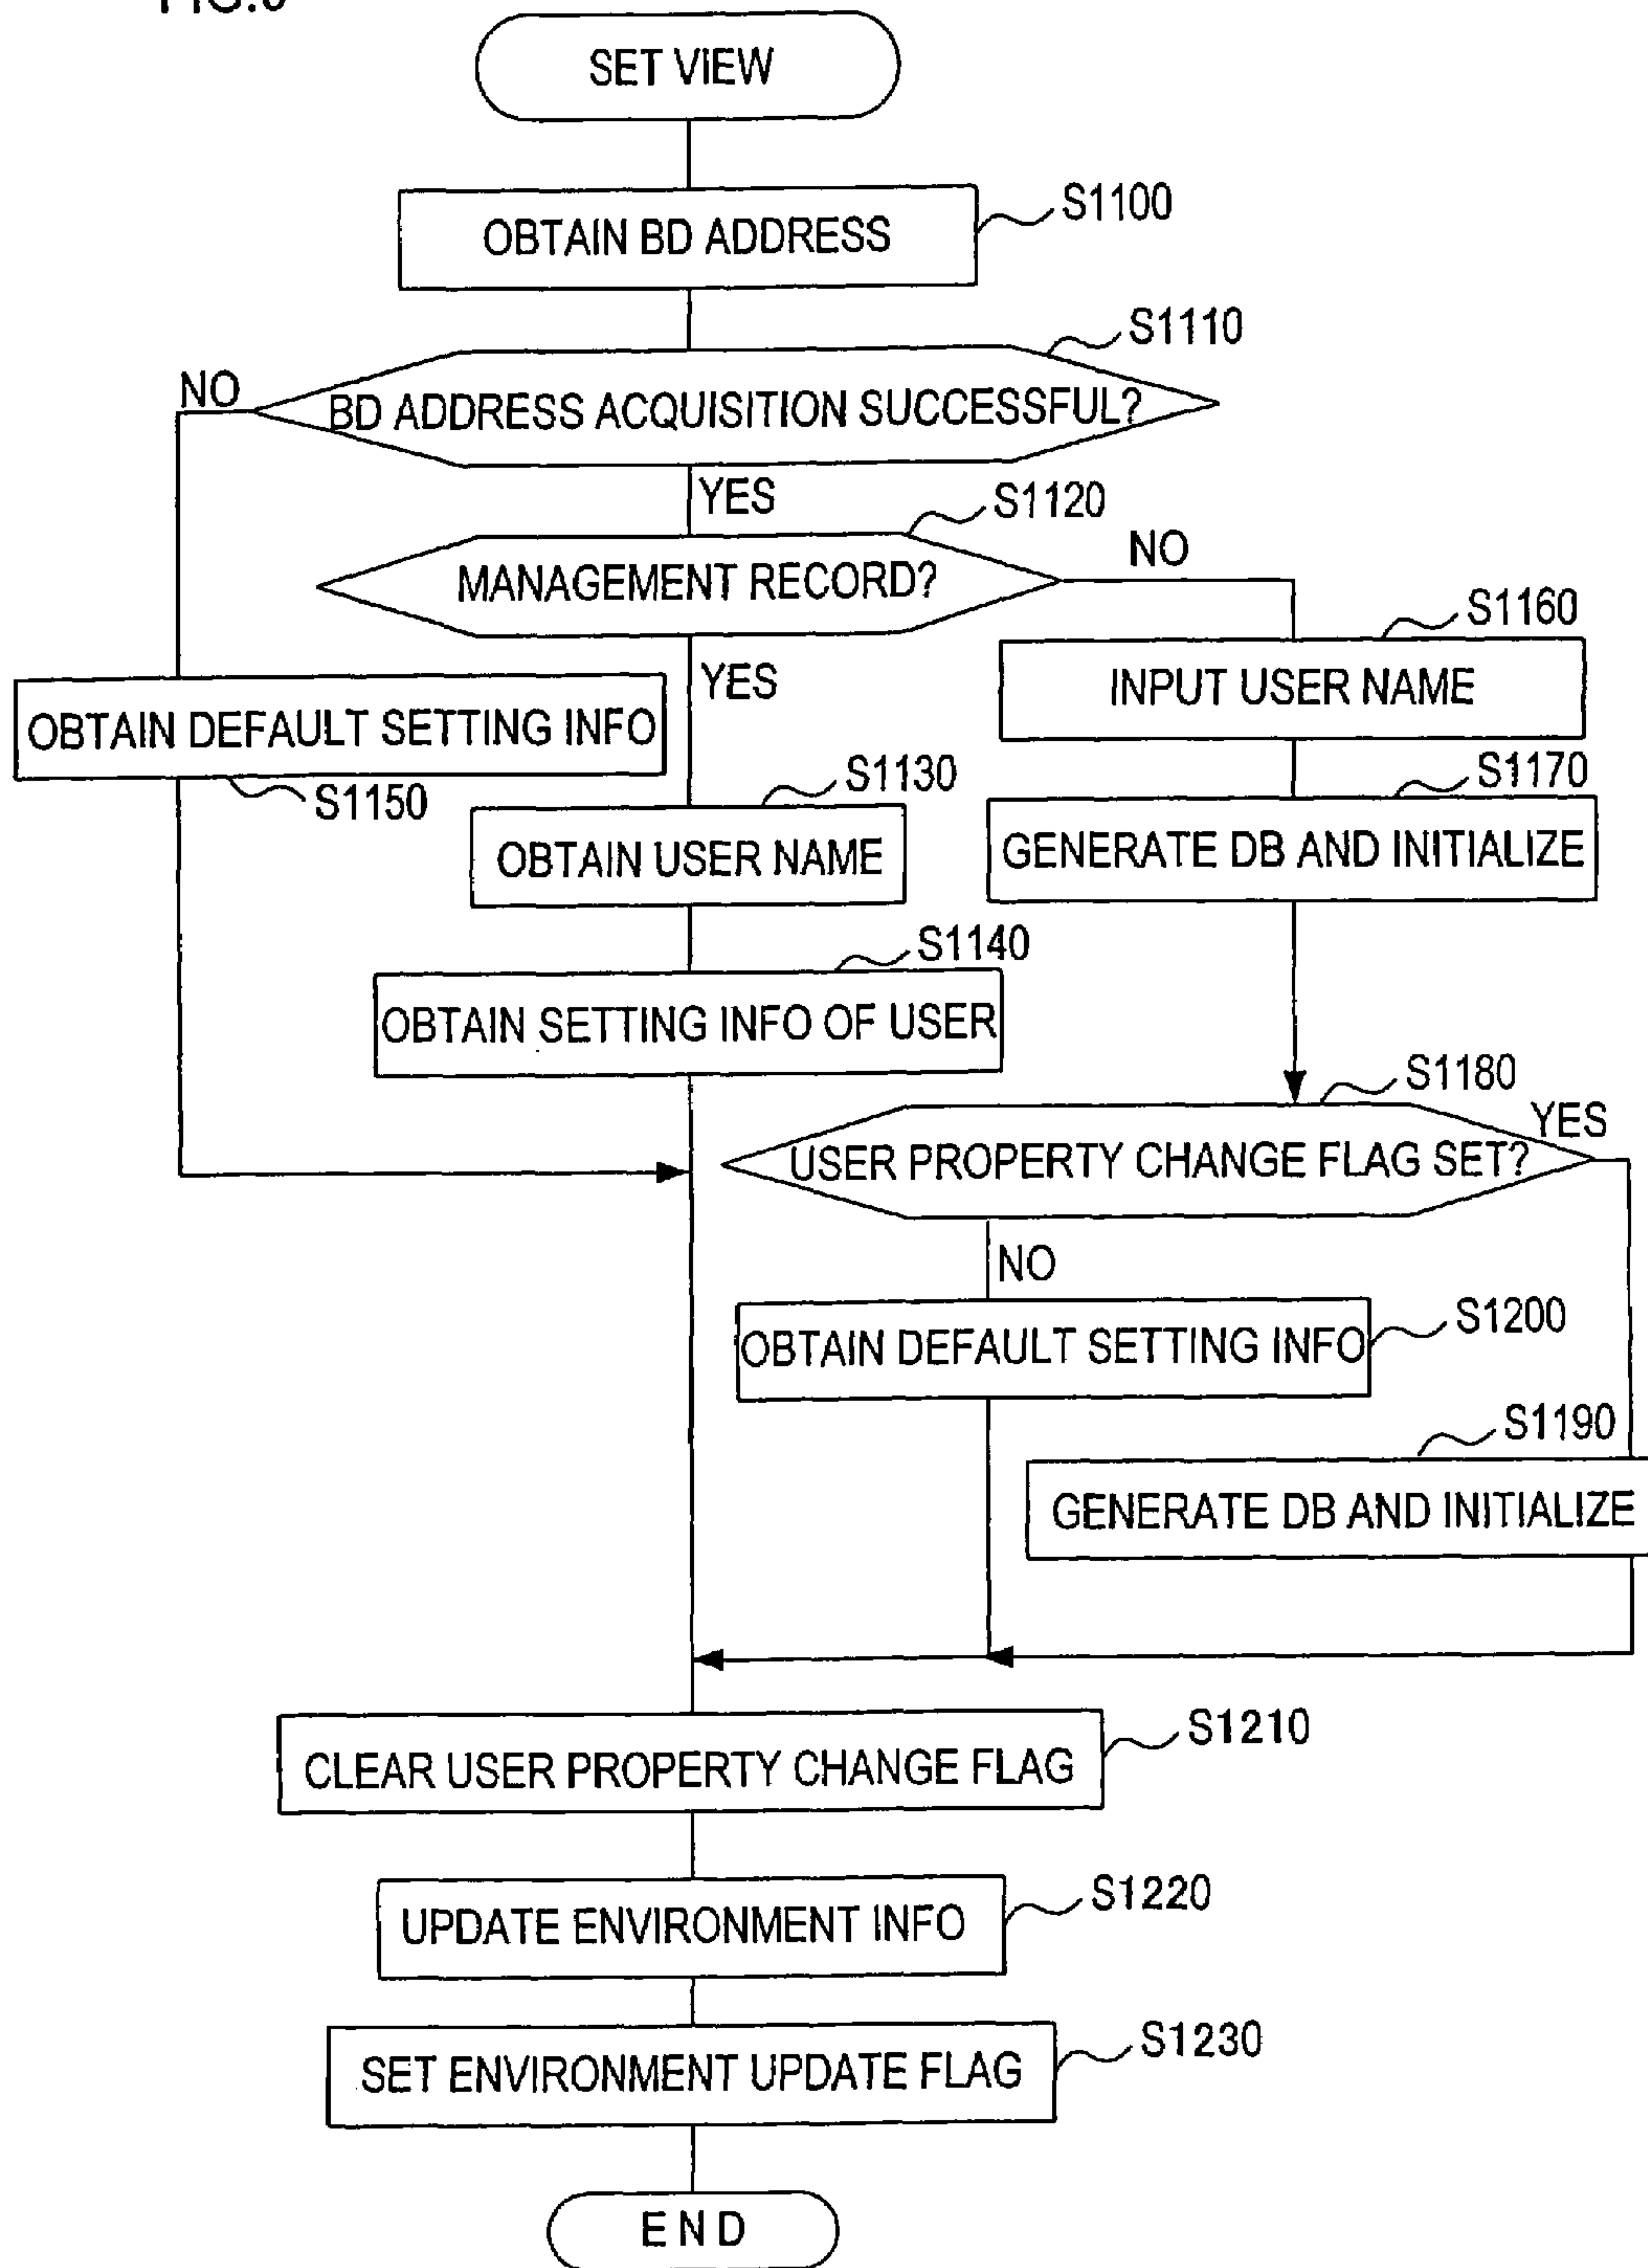 SET VIEW
OBTAIN BD ADDRESS
S1100
S1110
NO
BD ADDRESS ACQUISITION SUCCESSFUL?
YES
S1120
NO
MANAGEMENT RECORD?
S1160
YES
INPUT USER NAME
OBTAIN DEFAULT SETTING INFO
S1150
S1130
S1170
OBTAIN USER NAME
GENERATE DB AND INITIALIZE
S1140
OBTAIN SETTING INFO OF USER
S1180
YES
USER PROPERTY CHANGE FLAG SET?
NO
S1200
OBTAIN DEFAULT SETTING INFO
S1190
GENERATE DB AND INITIALIZE
S1210
CLEAR USER PROPERTY CHANGE FLAG
S1220
UPDATE ENVIRONMENT INFO
S1230
SET ENVIRONMENT UPDATE FLAG
END